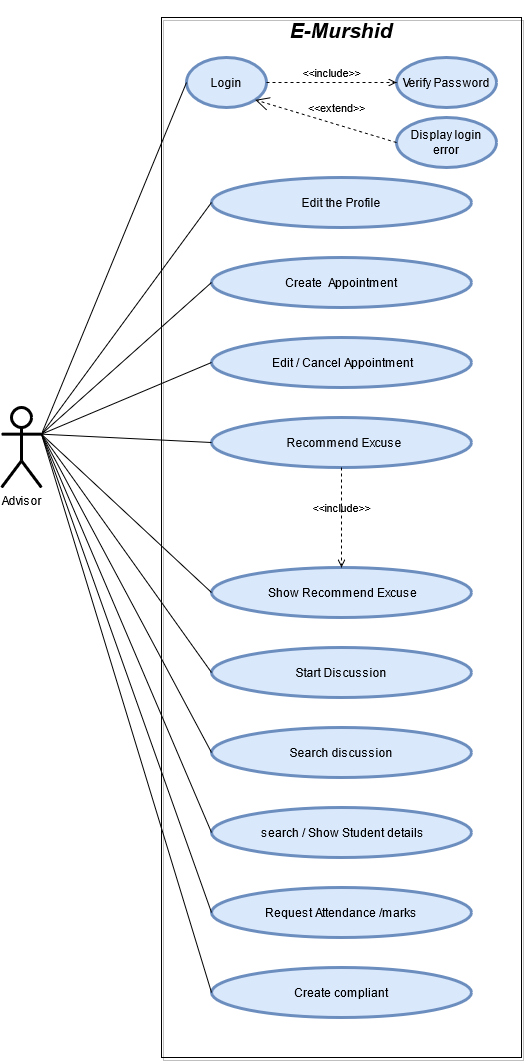 E-Murshid
Login
<<include>>
Verify Password
<<extend>>
Display login
error
Edit the Profile
Create Appointment
Edit / Cancel Appointment
Recommend Excuse
Advisor
<<include>>
Show Recommend Excuse
Start Discussion
Search discussion
search / Show Student details
Request Attendance /marks
Create compliant